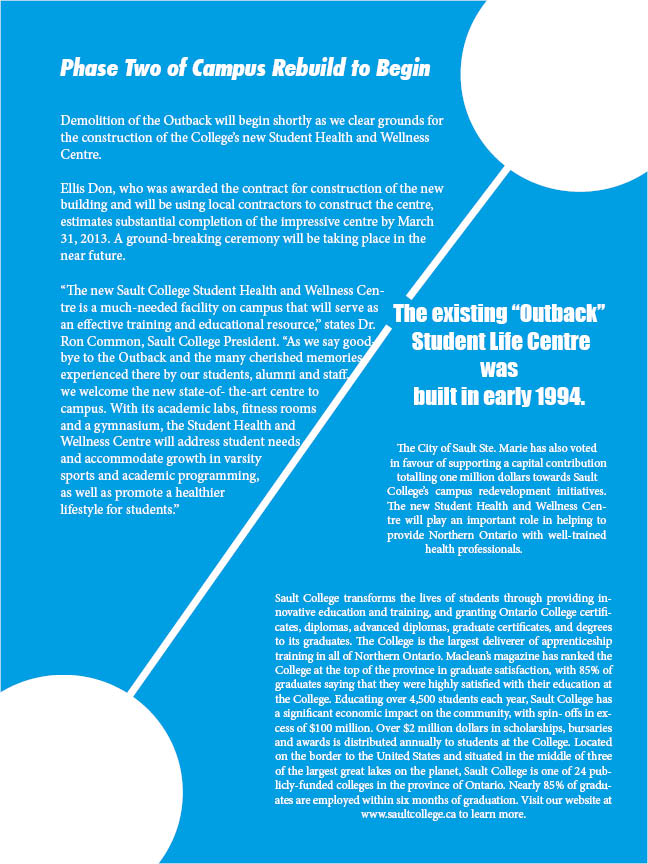 Phase Two of Campus Rebuild to Begin
Demolition of the Outback will begin shortly as we clear grounds for
the construction of the College's new Student Health and Wellness
Centre.
Ellis Don, who was awarded the contract for construction of the new
building and will be using local contractors to construct the centre,
estimates substantial completion of the impressive centre by March
31, 2013. A ground-breaking ceremony will be taking place in the
near future.
“The new Sault College Student Health and Wellness Cen-
tre is a much-needed facility on campus that will serve as
an effective training and educational resource,” states Dr.
Ron Common, Sault College President. “As we say good-
bye to the Outback and the many cherished memories
experienced there by our students, alumni and staff,
we welcome the new state-of- the-art centre to
campus. With its academic labs, fitness rooms
and a gymnasium, the Student Health and
Wellness Centre will address student needs
and accommodate growth in varsity
sports and academic programming,
as well as promote a healthier
lifestyle for students.”
The existing “Outback”
Student Life Centre
was
built in early 1994.
The City of Sault Ste. Marie has also voted
in favour of supporting a capital contribution
totalling one million dollars towards Sault
College's campus redevelopment initiatives.
The new Student Health and Wellness Cen-
tre will play an important role in helping to
provide Northern Ontario with well-trained
health professionals.
Sault College transforms the lives of students through providing in-
novative education and training, and granting Ontario College certifi-
cates, diplomas, advanced diplomas, graduate certificates, and degrees
to its graduates. The College is the largest deliverer of apprenticeship
training in all of Northern Ontario. Maclean's magazine has ranked the
College at the top of the province in graduate satisfaction, with 85% of
graduates saying that they were highly satisfied with their education at
the College. Educating over 4,500 students each year, Sault College has
a significant economic impact on the community, with spin- offs in ex-
cess of $100 million. Over $2 million dollars in scholarships, bursaries
and awards is distributed annually to students at the College. Located
on the border to the United States and situated in the middle of three
of the largest great lakes on the planet, Sault College is one of 24 pub-
licly-funded colleges in the province of Ontario. Nearly 85% of gradu-
ates are employed within six months of graduation. Visit our website at
www.saultcollege.ca to learn more.